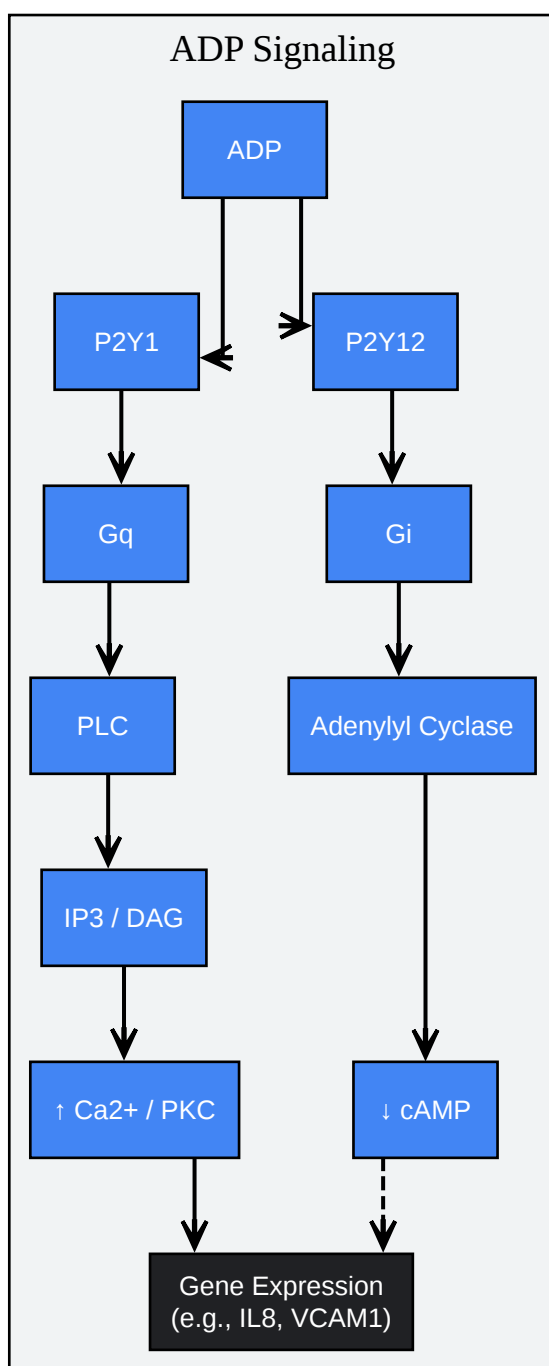 ADP Signaling
ADP
P2Y1
P2Y12
Gq
Gi
PLC
Adenylyl Cyclase
IP3 / DAG
↑ Ca2+ / PKC
↓ cAMP
Gene Expression
(e.g., IL8, VCAM1)